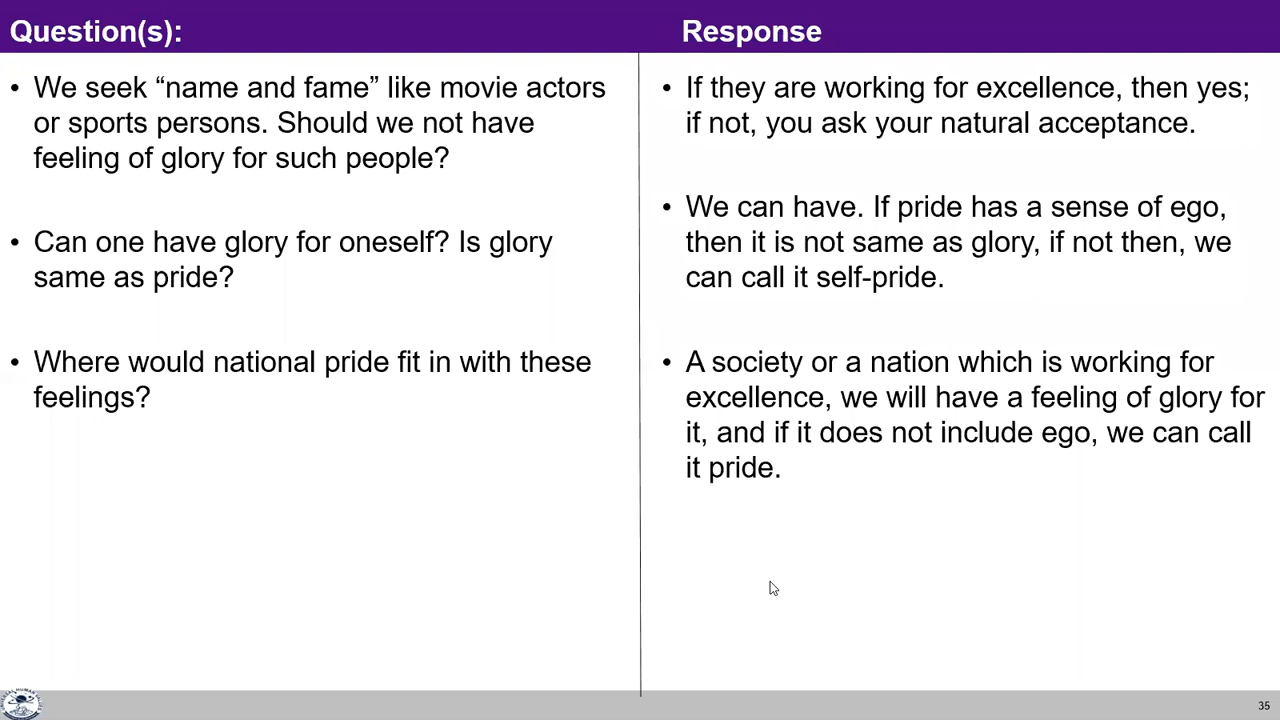 Question(s):
Response
• We seek “name and fame” like movie actors
or sports persons. Should we not have
feeling of glory for such people?
• Can one have glory for oneself? Is glory
same as pride?
• Where would national pride fit in with these
feelings?
• If they are working for excellence, then yes;
if not, you ask your natural acceptance.
• We can have. If pride has a sense of ego,
then it is not same as glory, if not then, we
can call it self-pride.
• A society or a nation which is working for
excellence, we will have a feeling of glory for
it, and if it does not include ego, we can call
it pride.
35